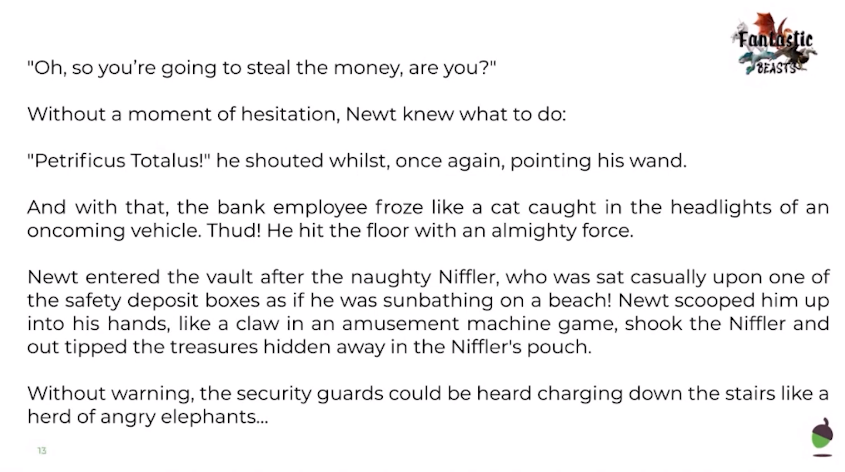 Fantastic
BEASTS
"Oh, so you’re going to steal the money, are you?"
Without a moment of hesitation, Newt knew what to do:
"Petrificus Totalus!" he shouted whilst, once again, pointing his wand.
And with that, the bank employee froze like a cat caught in the headlights of an
oncoming vehicle. Thud! He hit the floor with an almighty force.
Newt entered the vault after the naughty Niffler, who was sat casually upon one of
the safety deposit boxes as if he was sunbathing on a beach! Newt scooped him up
into his hands, like a claw in an amusement machine game, shook the Niffler and
out tipped the treasures hidden away in the Niffler's pouch.
Without warning, the security guards could be heard charging down the stairs like a
herd of angry elephants...
13